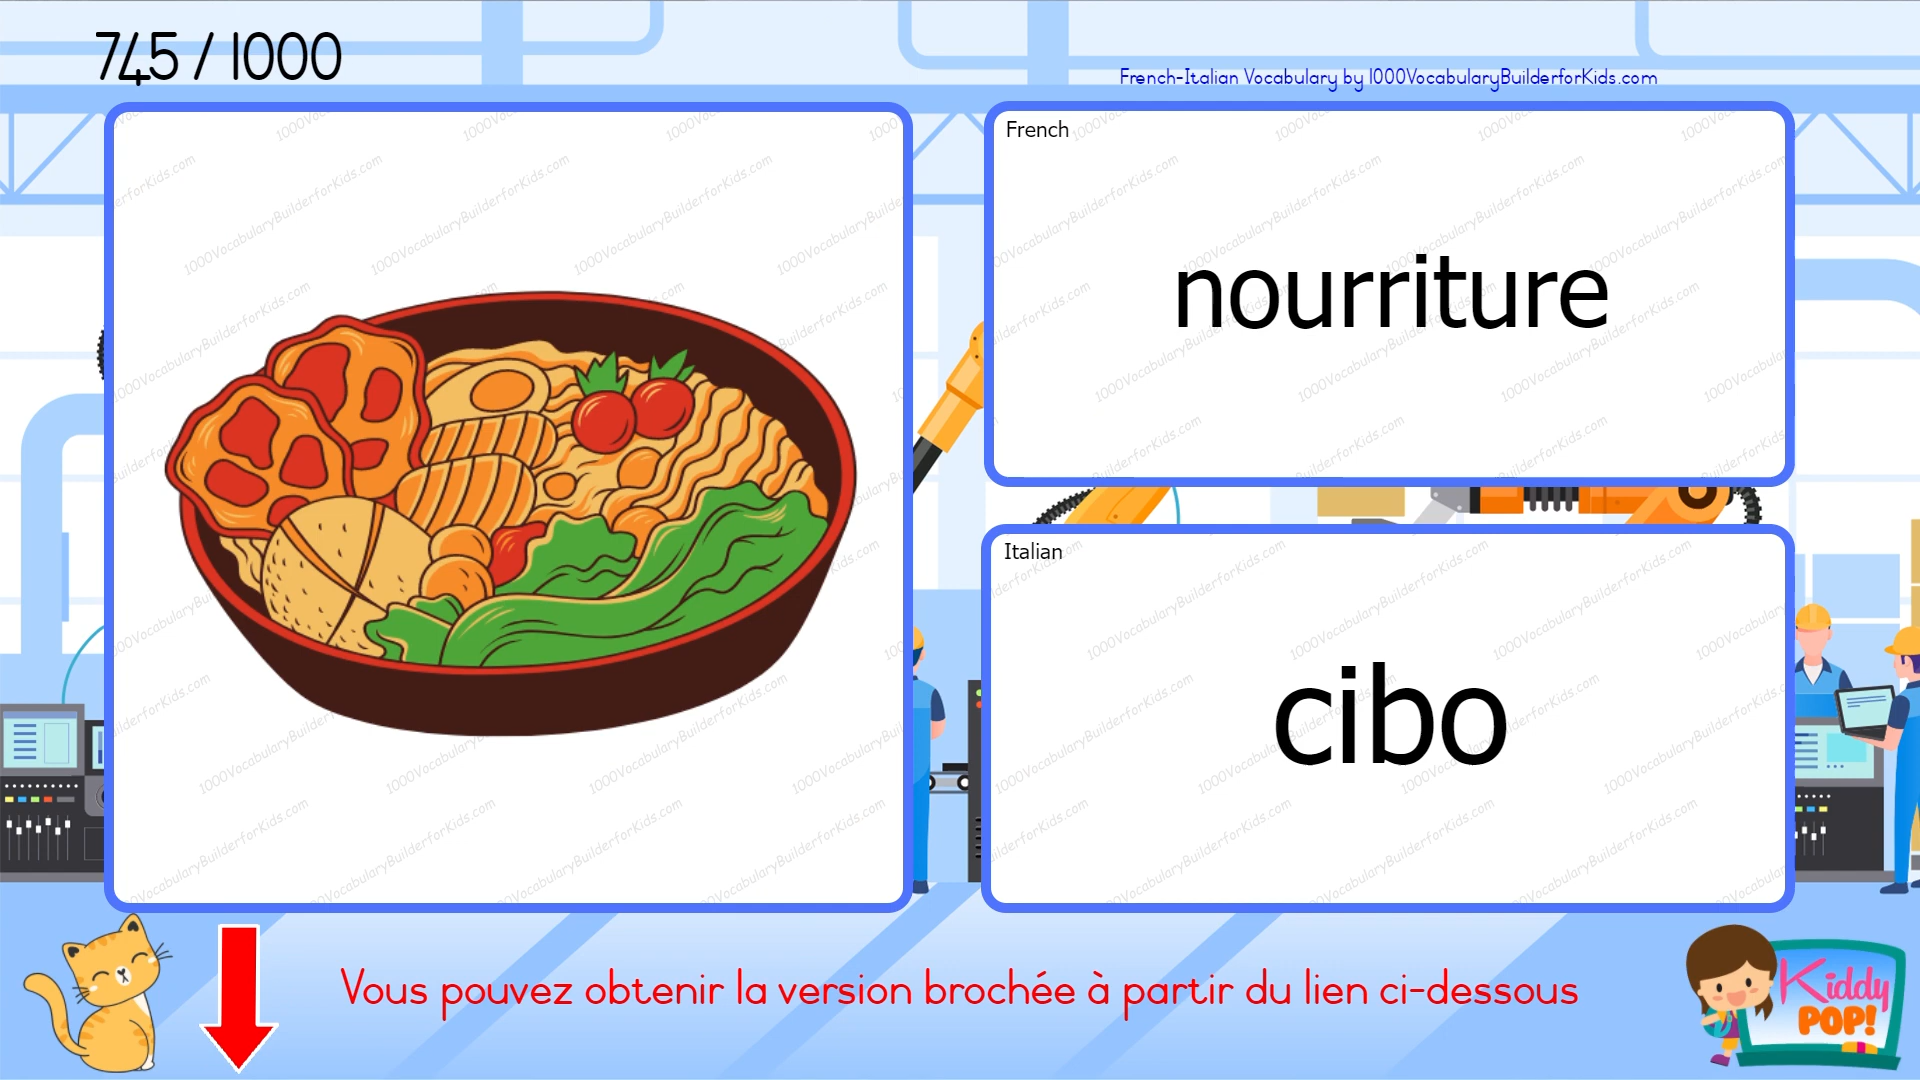 745 / 1000
French-Italian Vocabulary by 1000VocabularyBuilderforKids.com
French
nourriture
Italian
cibo
Vous pouvez obtenir la version brochée à partir du lien ci-dessous
Kiddy
POP!